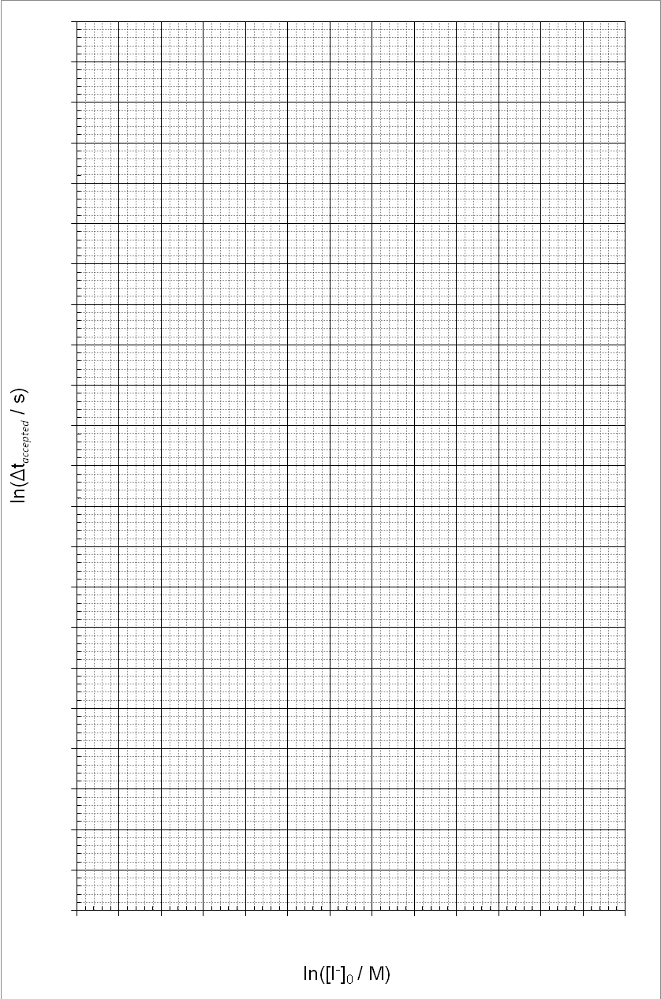 ln(Δt_accepted / s)
ln([I⁻]₀ / M)